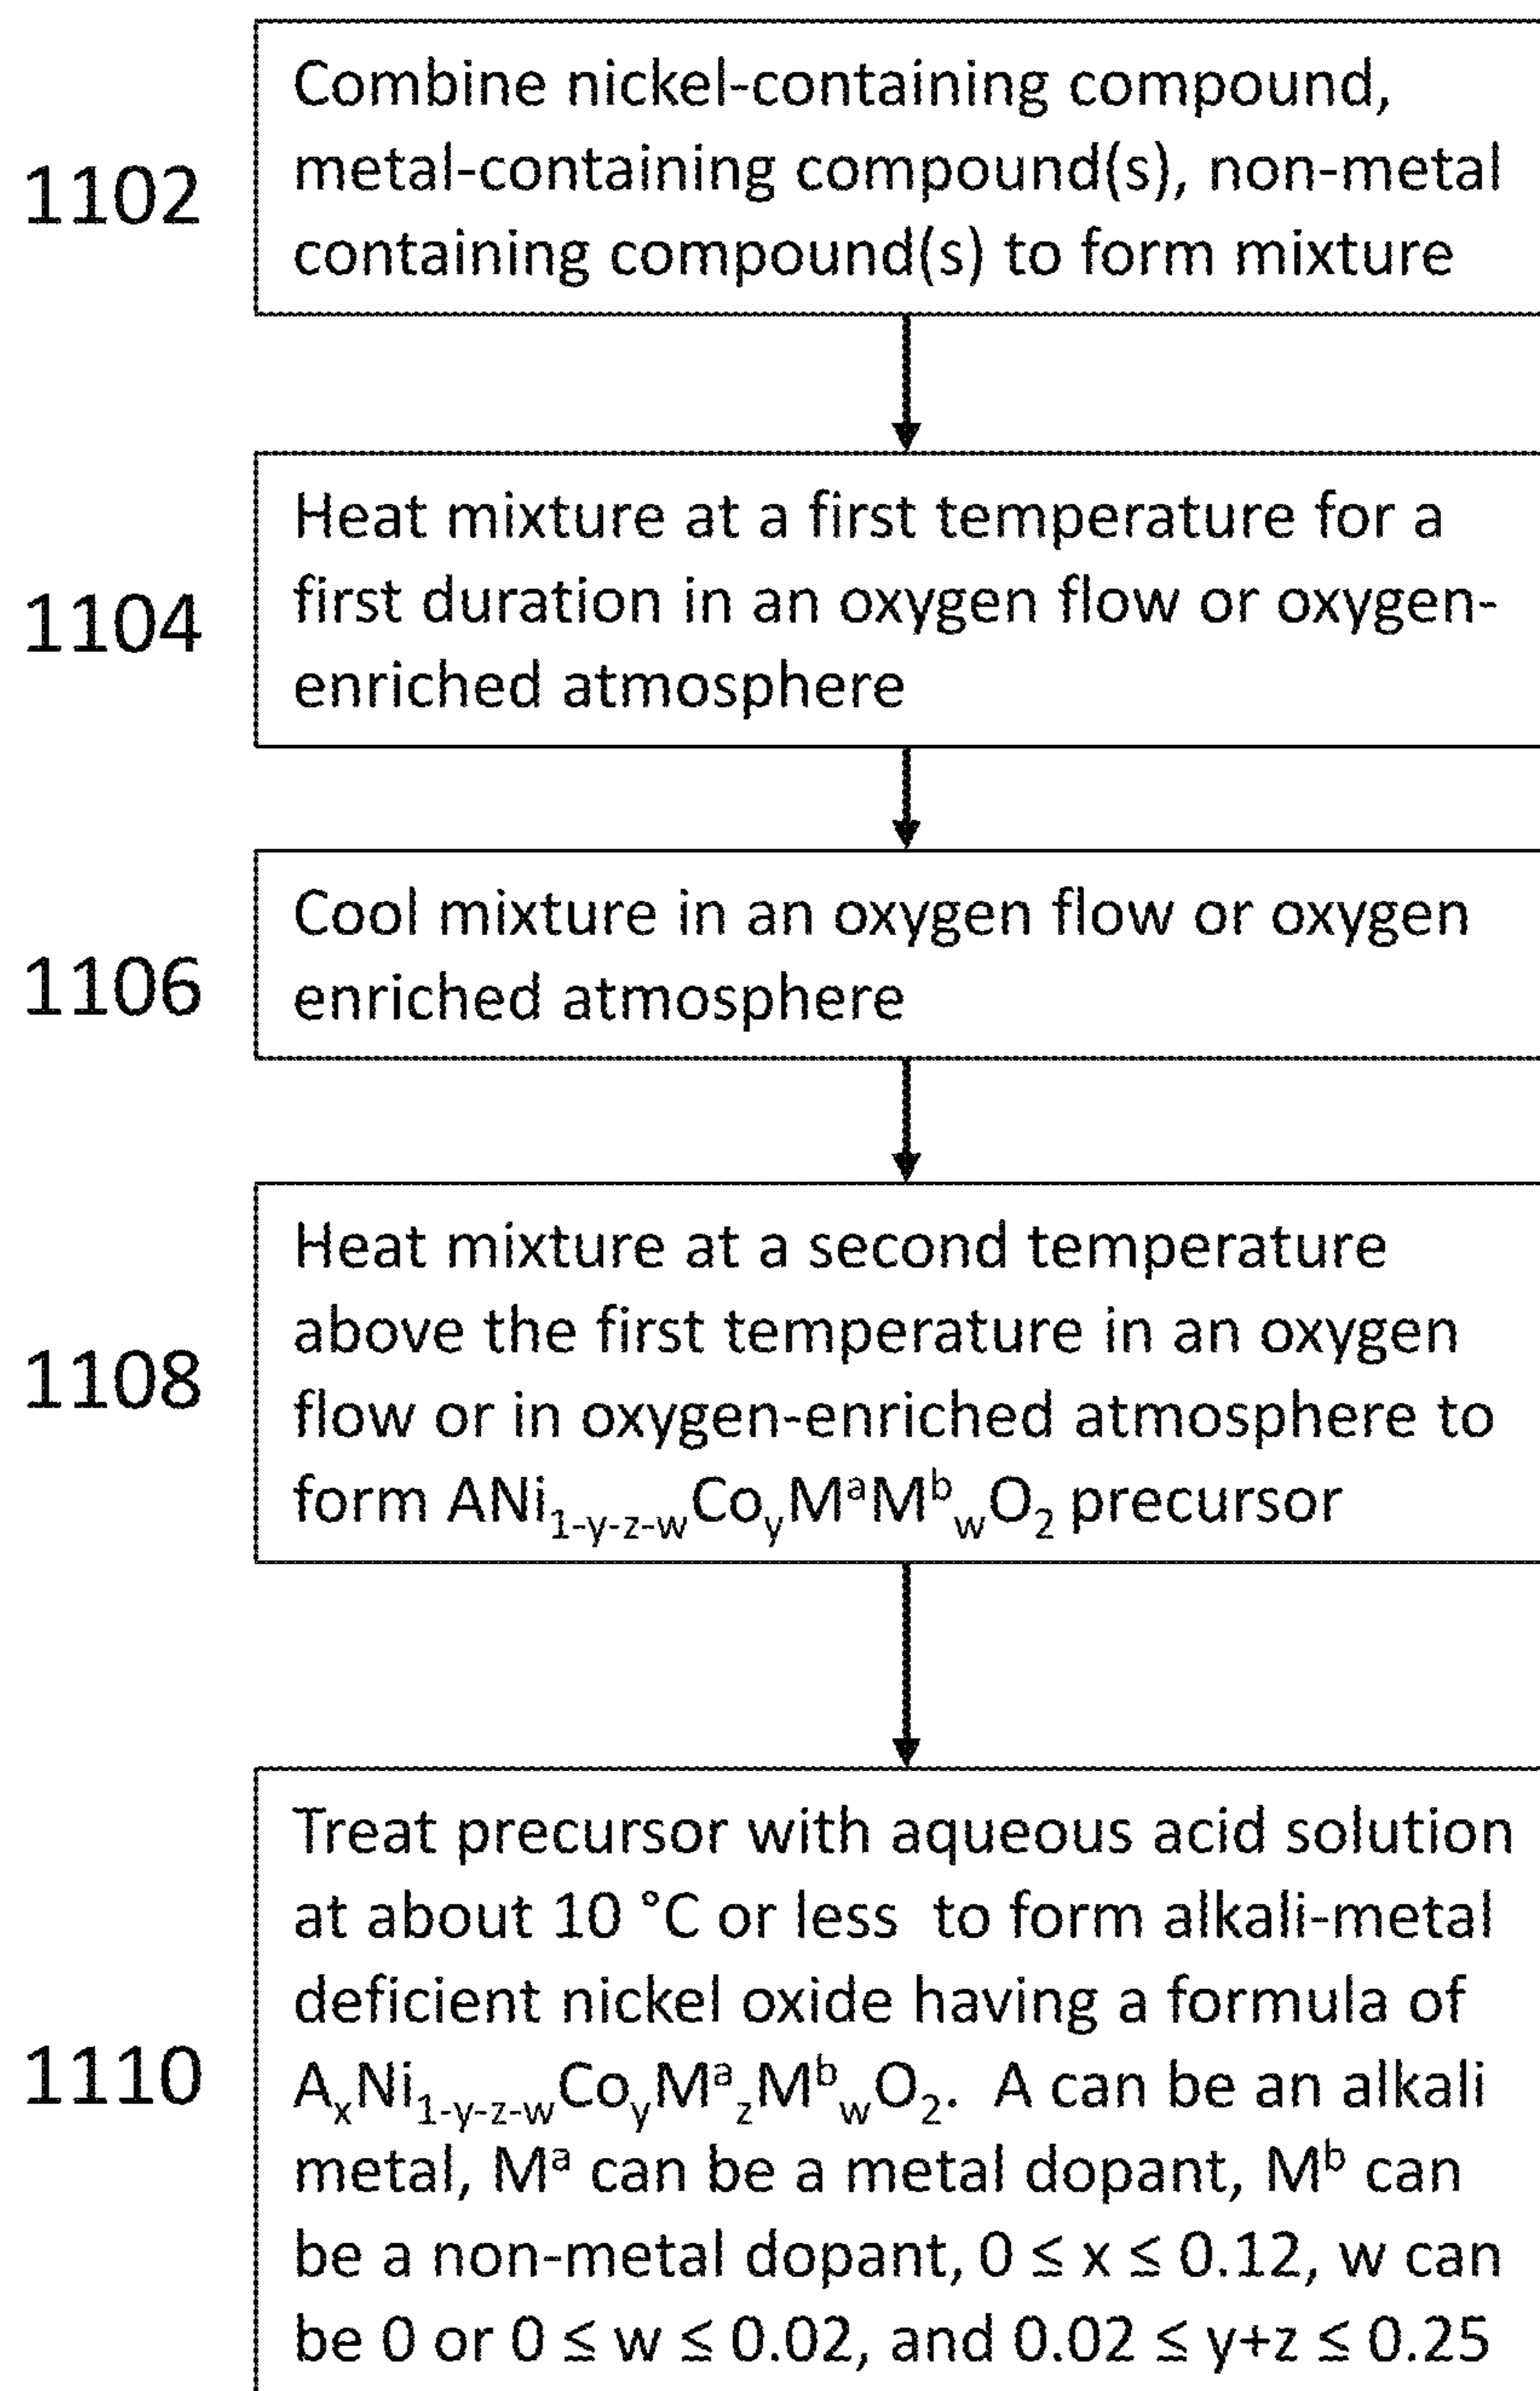 1102
Combine nickel-containing compound,
metal-containing compound(s), non-metal
containing compound(s) to form mixture
1104
Heat mixture at a first temperature for a
first duration in an oxygen flow or oxygen-
enriched atmosphere
1106
Cool mixture in an oxygen flow or oxygen
enriched atmosphere
1108
Heat mixture at a second temperature
above the first temperature in an oxygen
flow or in oxygen-enriched atmosphere to
form ANi₁₋y₋z₋wCoyMᵃMᵇwO₂ precursor
1110
Treat precursor with aqueous acid solution
at about 10 °C or less to form alkali-metal
deficient nickel oxide having a formula of
AₓNi₁₋y₋z₋wCoyMᵃzMᵇwO₂. A can be an alkali
metal, Mᵃ can be a metal dopant, Mᵇ can
be a non-metal dopant, 0 ≤ x ≤ 0.12, w can
be 0 or 0 ≤ w ≤ 0.02, and 0.02 ≤ y+z ≤ 0.25